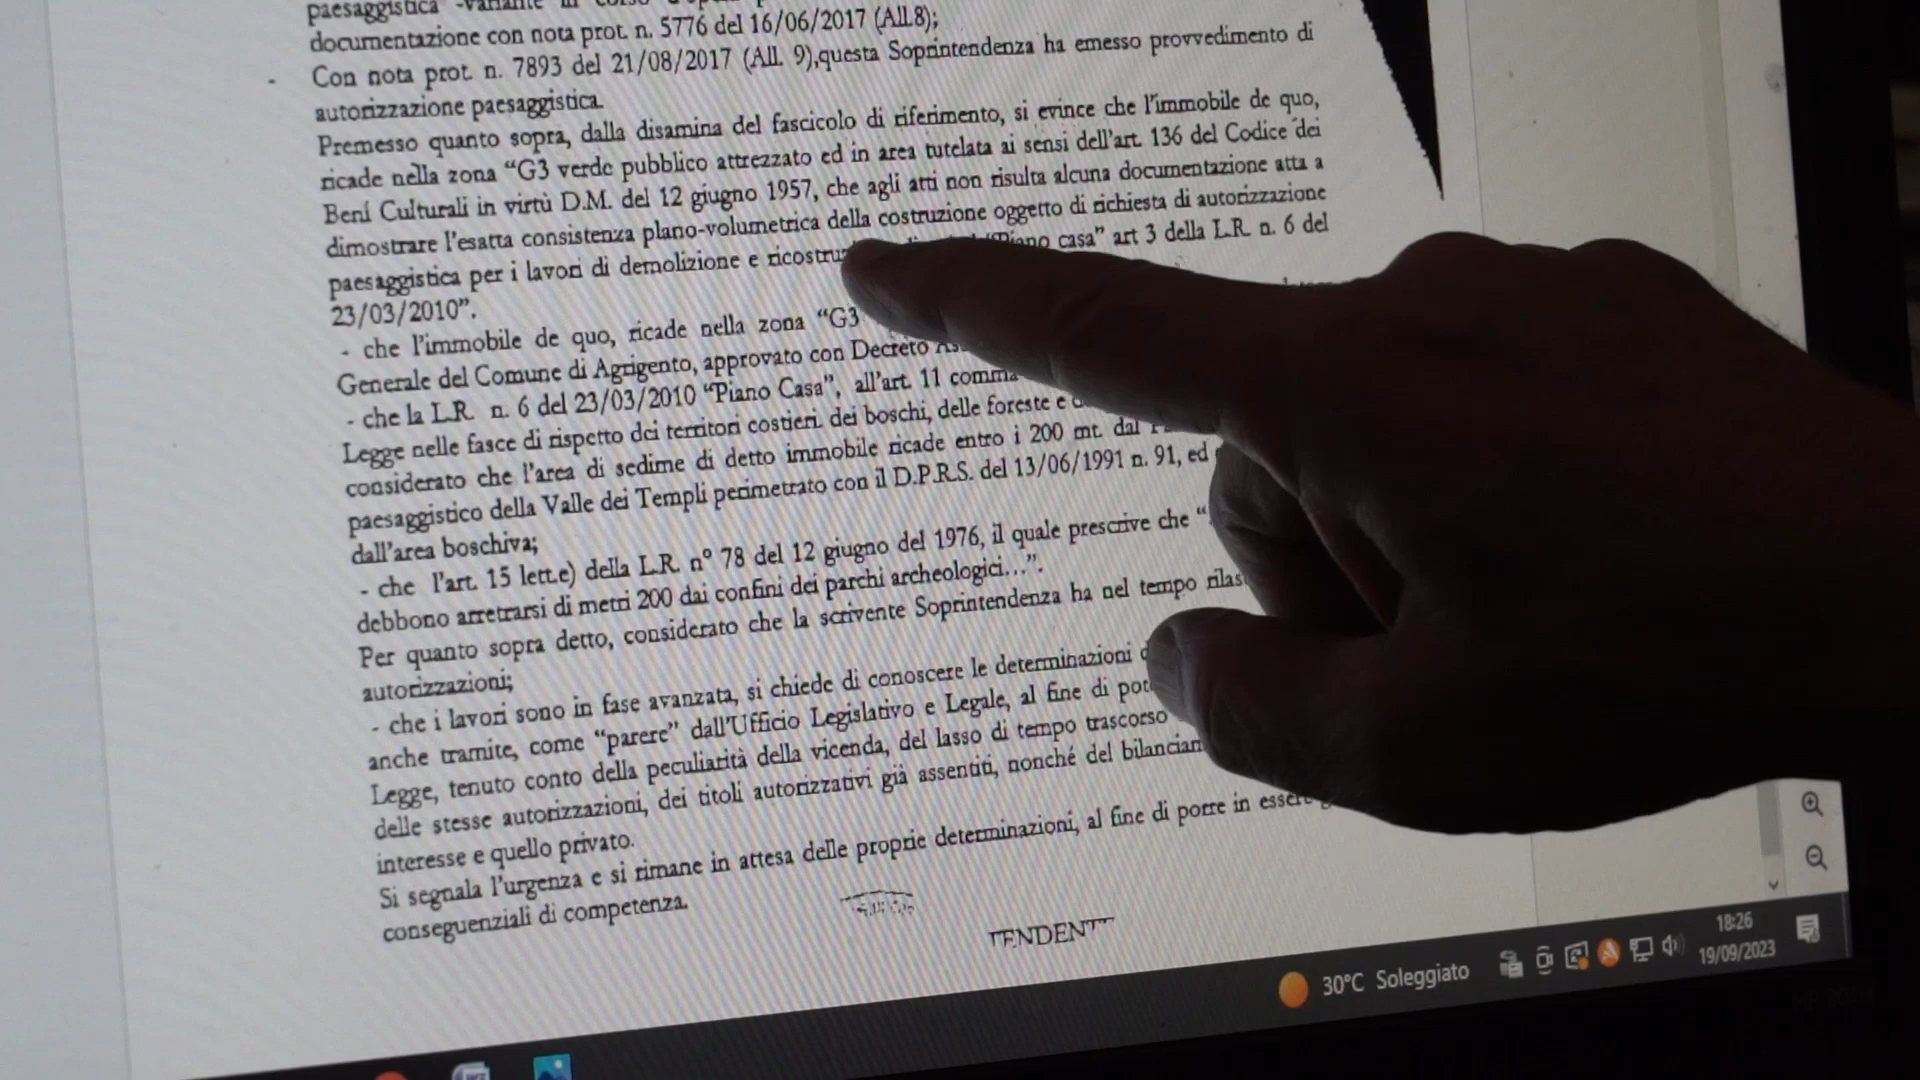 paesaggistica -variante in corso d'opera
documentazione con nota prot. n. 5776 del 16/06/2017 (All.8);
- Con nota prot. n. 7893 del 21/08/2017 (All. 9),questa Soprintendenza ha emesso provvedimento di
autorizzazione paesaggistica.
Premesso quanto sopra, dalla disamina del fascicolo di riferimento, si evince che l'immobile de quo,
ricade nella zona “G3 verde pubblico attrezzato ed in area tutelata ai sensi dell'art. 136 del Codice dei
Beni Culturali in virtù D.M. del 12 giugno 1957, che agli atti non risulta alcuna documentazione atta a
dimostrare l'esatta consistenza plano-volumetrica della costruzione oggetto di richiesta di autorizzazione
paesaggistica per i lavori di demolizione e “Piano casa” art 3 della L.R. n. 6 del
23/03/2010”.
- che l'immobile de quo, ricade nella zona “G3
Generale del Comune di Agrigento, approvato con Decreto
- che la L.R. n. 6 del 23/03/2010 “Piano Casa”, all'art. 11 comma
Legge nelle fasce di rispetto dei territori costieri. dei boschi, delle foreste e
considerato che l'area di sedime di detto immobile ricade entro i 200 mt. dal
paesaggistico della Valle dei Templi perimetrato con il D.P.R.S. del 13/06/1991 n. 91, ed
dall'area boschiva;
- che l'art. 15 lett.e) della L.R. n° 78 del 12 giugno del 1976, il quale prescrive che “
debbono arretrarsi di metri 200 dai confini dei parchi archeologici…”.
Per quanto sopra detto, considerato che la scrivente Soprintendenza ha nel tempo
autorizzazioni;
- che i lavori sono in fase avanzata, si chiede di conoscere le determinazioni
anche tramite, come “parere” dall'Ufficio Legislativo e Legale, al fine di
Legge, tenuto conto della peculiarità della vicenda, del lasso di tempo trascorso
delle stesse autorizzazioni, dei titoli autorizzativi già assentiti, nonché del
interesse e quello privato.
Si segnala l'urgenza e si rimane in attesa delle proprie determinazioni, al fine di porre in essere
conseguenziali di competenza.
TENDENT
30°C Soleggiato
18:26
19/09/2023